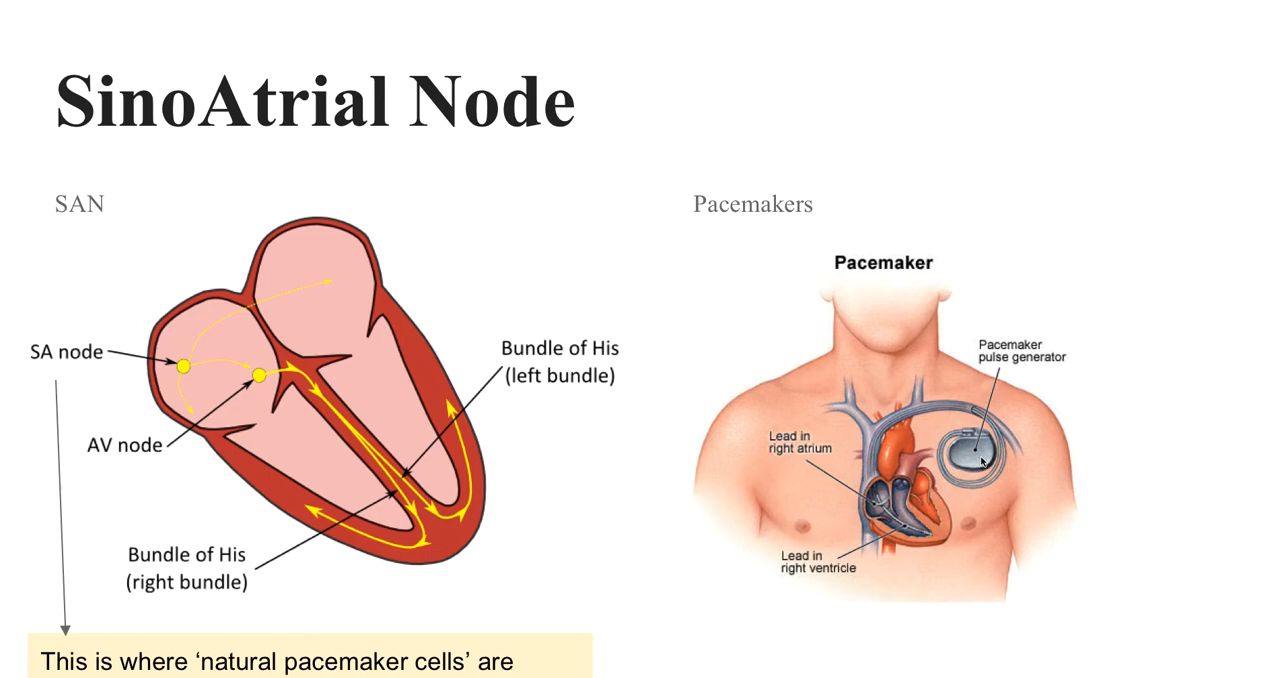 SinoAtrial Node
SAN
SA node
AV node
Bundle of His
(left bundle)
Bundle of His
(right bundle)
This is where ‘natural pacemaker cells’ are
Pacemakers
Pacemaker
Pacemaker
pulse generator
Lead in
right atrium
Lead in
right ventricle